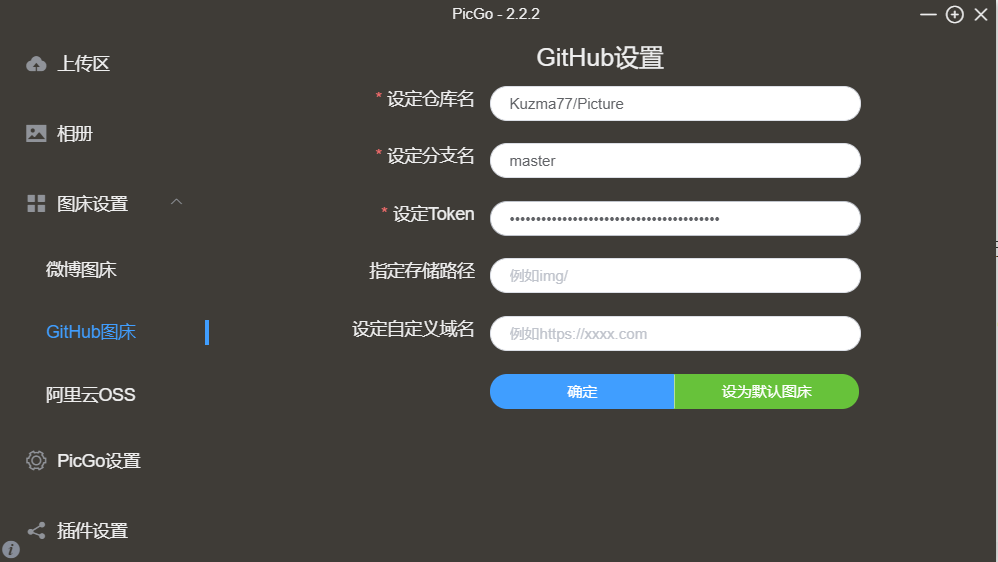 PicGo - 2.2.2
上传区
相册
图床设置
微博图床
GitHub图床
阿里云OSS
PicGo设置
插件设置
GitHub设置
* 设定仓库名 Kuzma77/Picture
* 设定分支名 master
* 设定Token ••••••••••••••••••••••••••••••••••••••••
指定存储路径 例如img/
设定自定义域名 例如https://xxxx.com
确定 设为默认图床